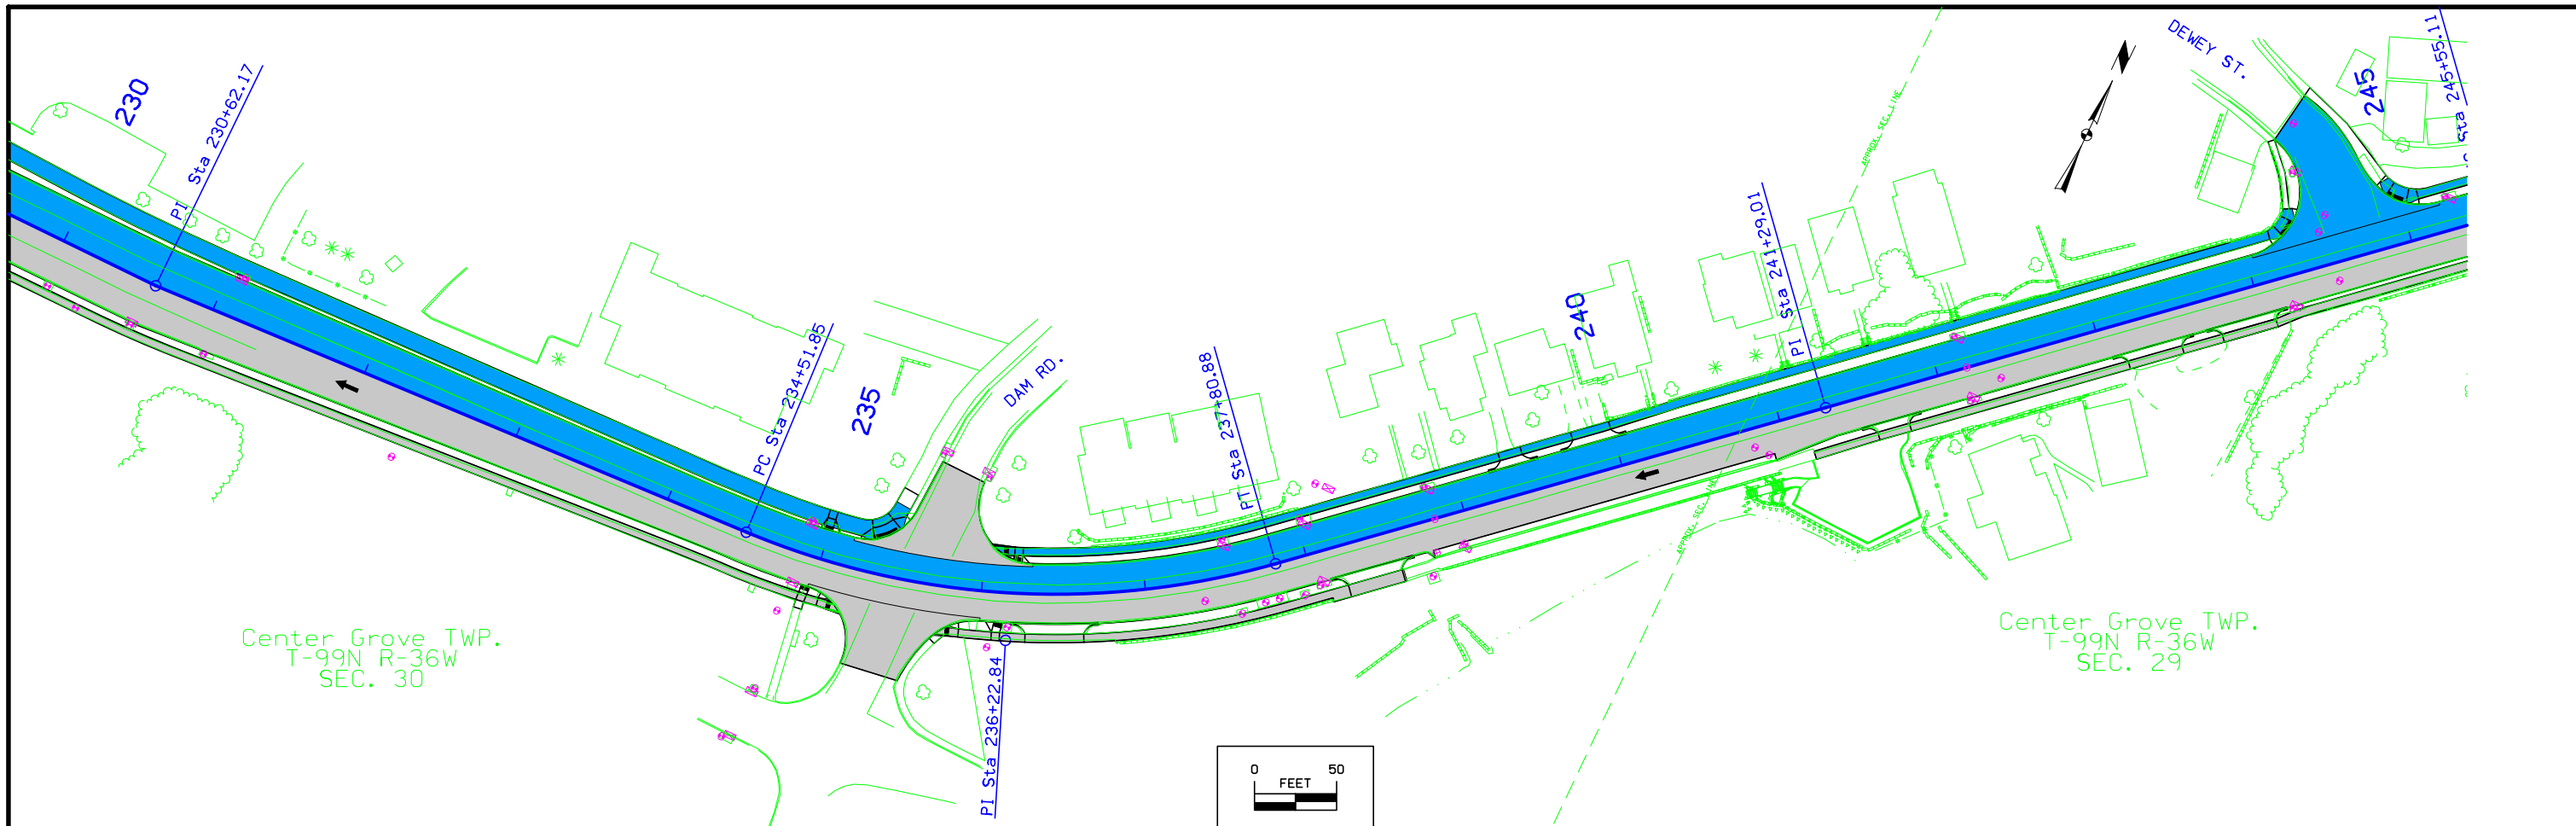 230
PI Sta 230+62.17
PC Sta 234+51.85
235
DAM RD.
PI Sta 236+22.84
PT Sta 237+80.88
240
PI Sta 241+29.01
APPROX. SEC. LINE
APPROX. SEC.
DEWEY ST.
245
Sta 245+55.11
Center Grove TWP.
T-99N R-36W
SEC. 30
Center Grove TWP.
T-99N R-36W
SEC. 29
0 50
FEET